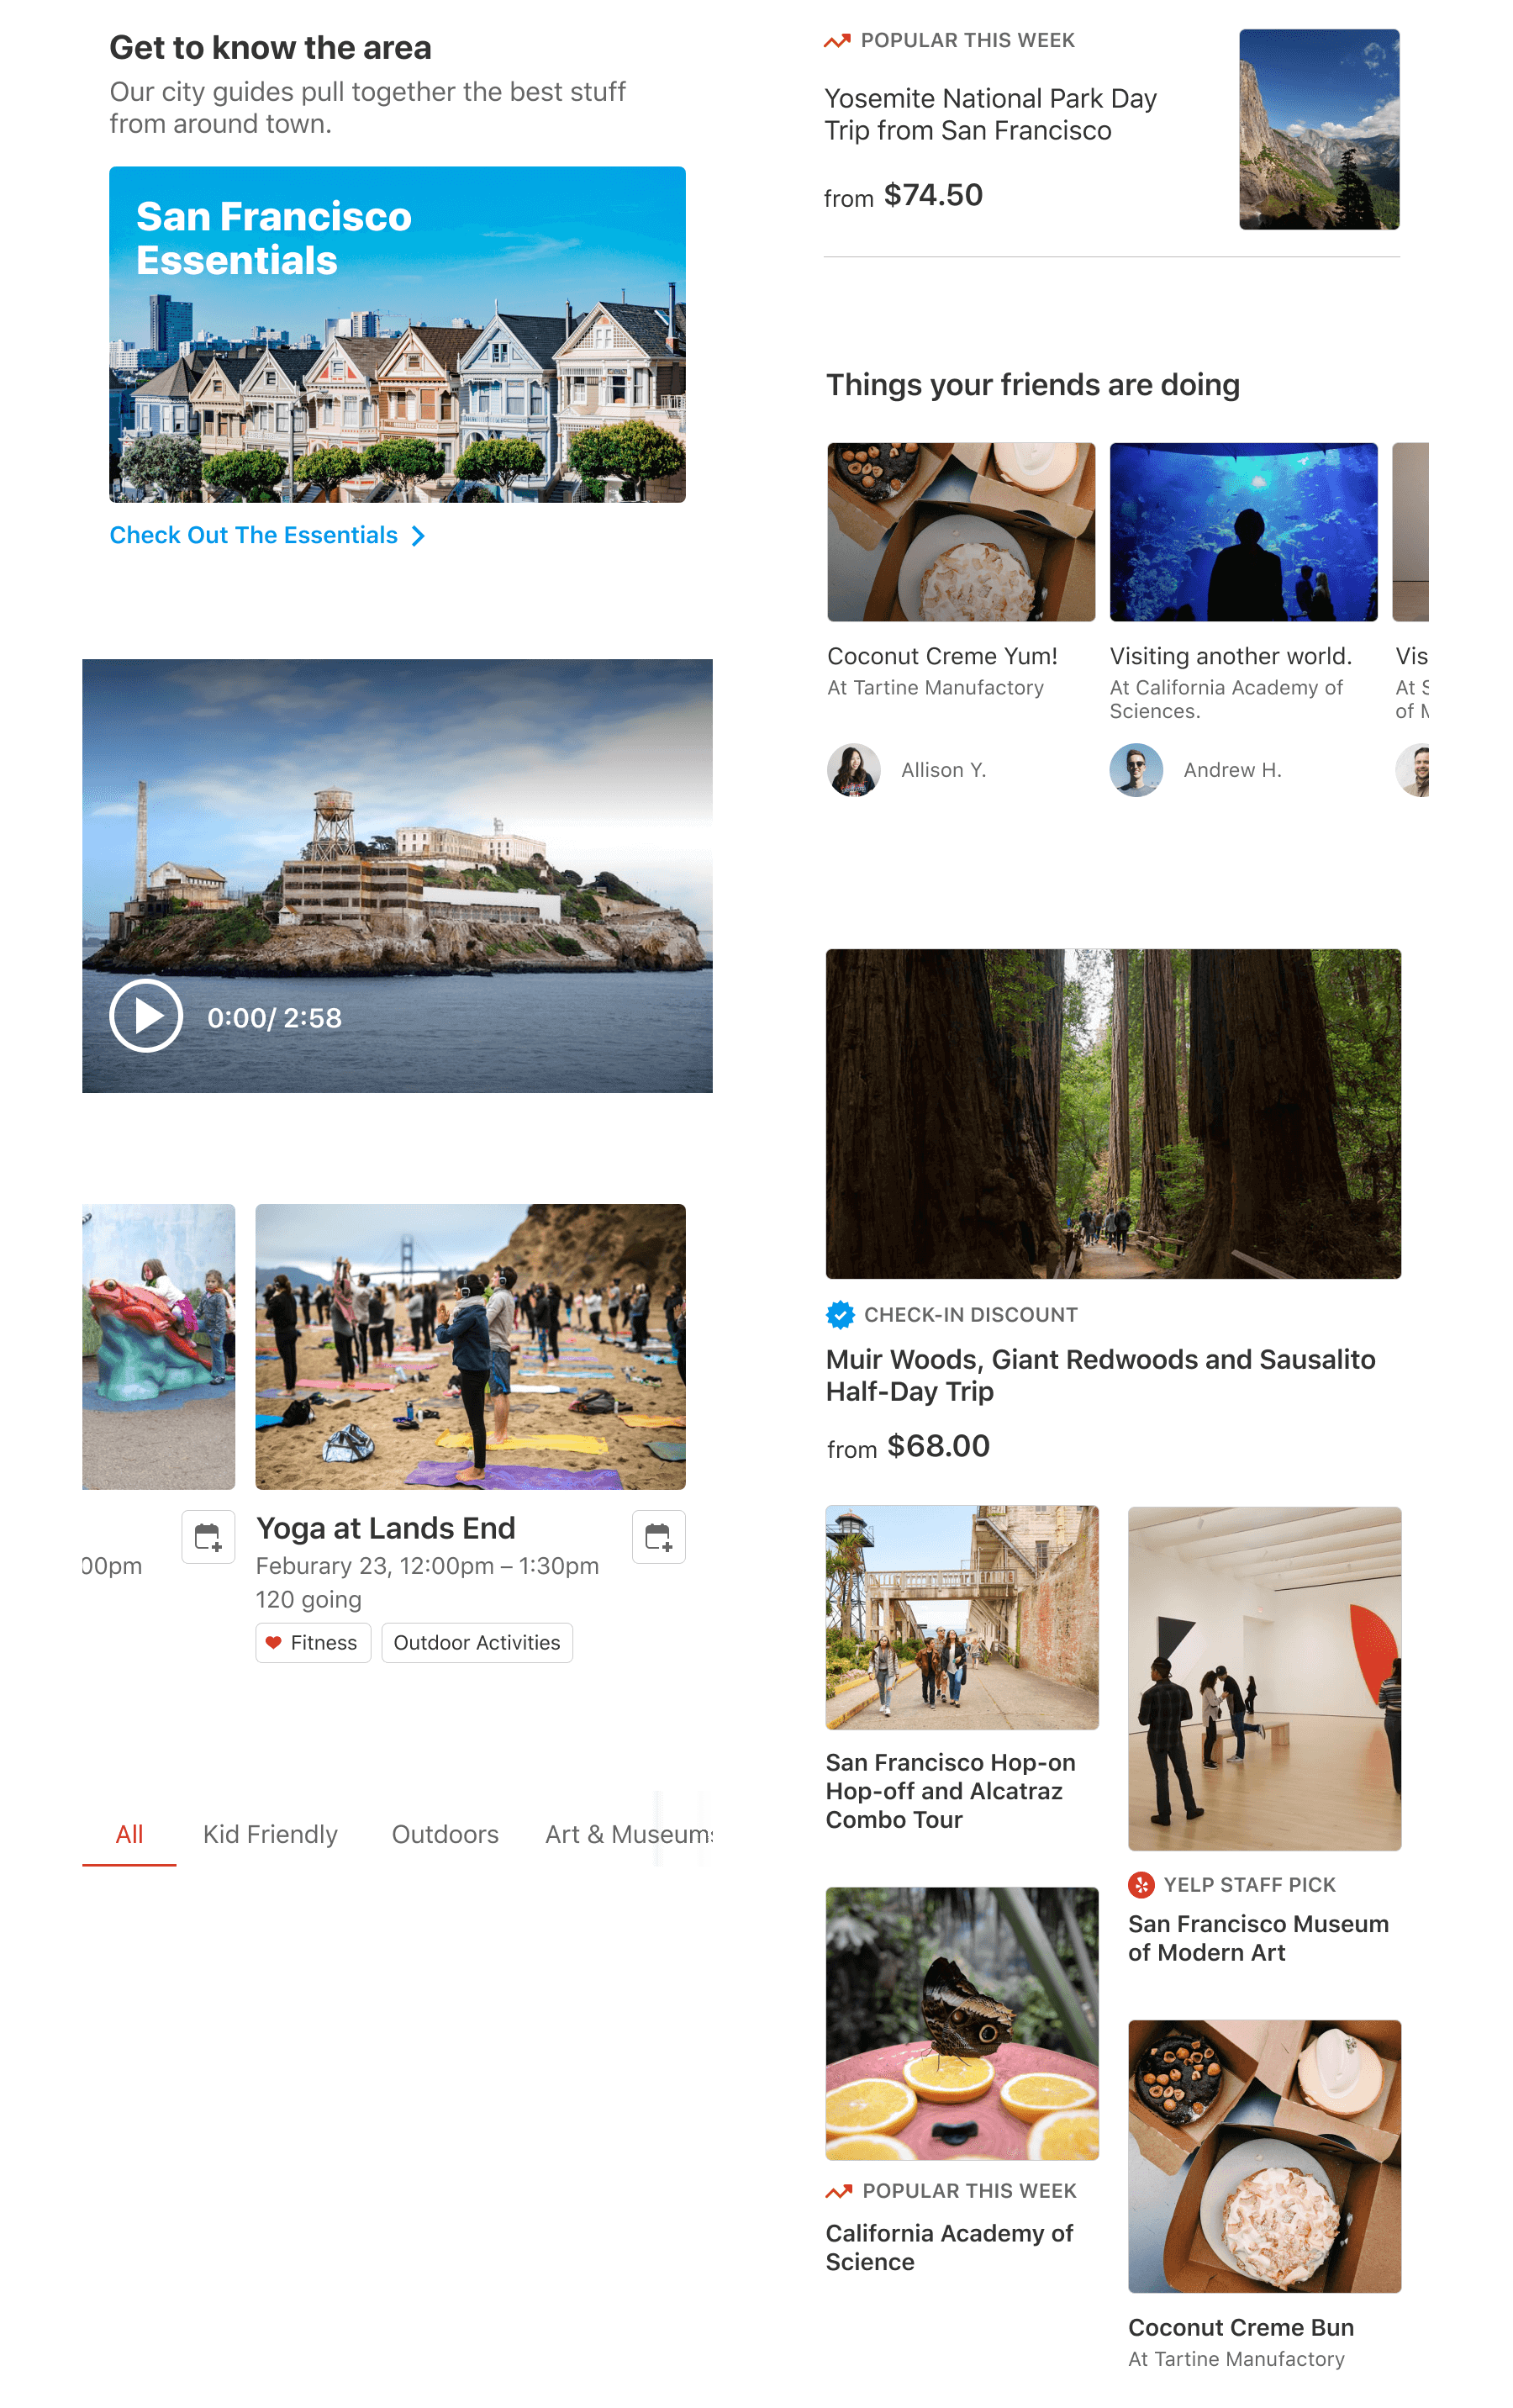 Get to know the area
Our city guides pull together the best stuff
from around town.
San Francisco
Essentials
Check Out The Essentials
0:00/ 2:58
00pm
Yoga at Lands End
Feburary 23, 12:00pm – 1:30pm
120 going
Fitness
Outdoor Activities
All
Kid Friendly
Outdoors
Art & Museums
POPULAR THIS WEEK
Yosemite National Park Day
Trip from San Francisco
from $74.50
Things your friends are doing
Coconut Creme Yum!
At Tartine Manufactory
Allison Y.
Visiting another world.
At California Academy of
Sciences.
Andrew H.
Vis
At S
of M
CHECK-IN DISCOUNT
Muir Woods, Giant Redwoods and Sausalito
Half-Day Trip
from $68.00
San Francisco Hop-on
Hop-off and Alcatraz
Combo Tour
YELP STAFF PICK
San Francisco Museum
of Modern Art
POPULAR THIS WEEK
California Academy of
Science
Coconut Creme Bun
At Tartine Manufactory